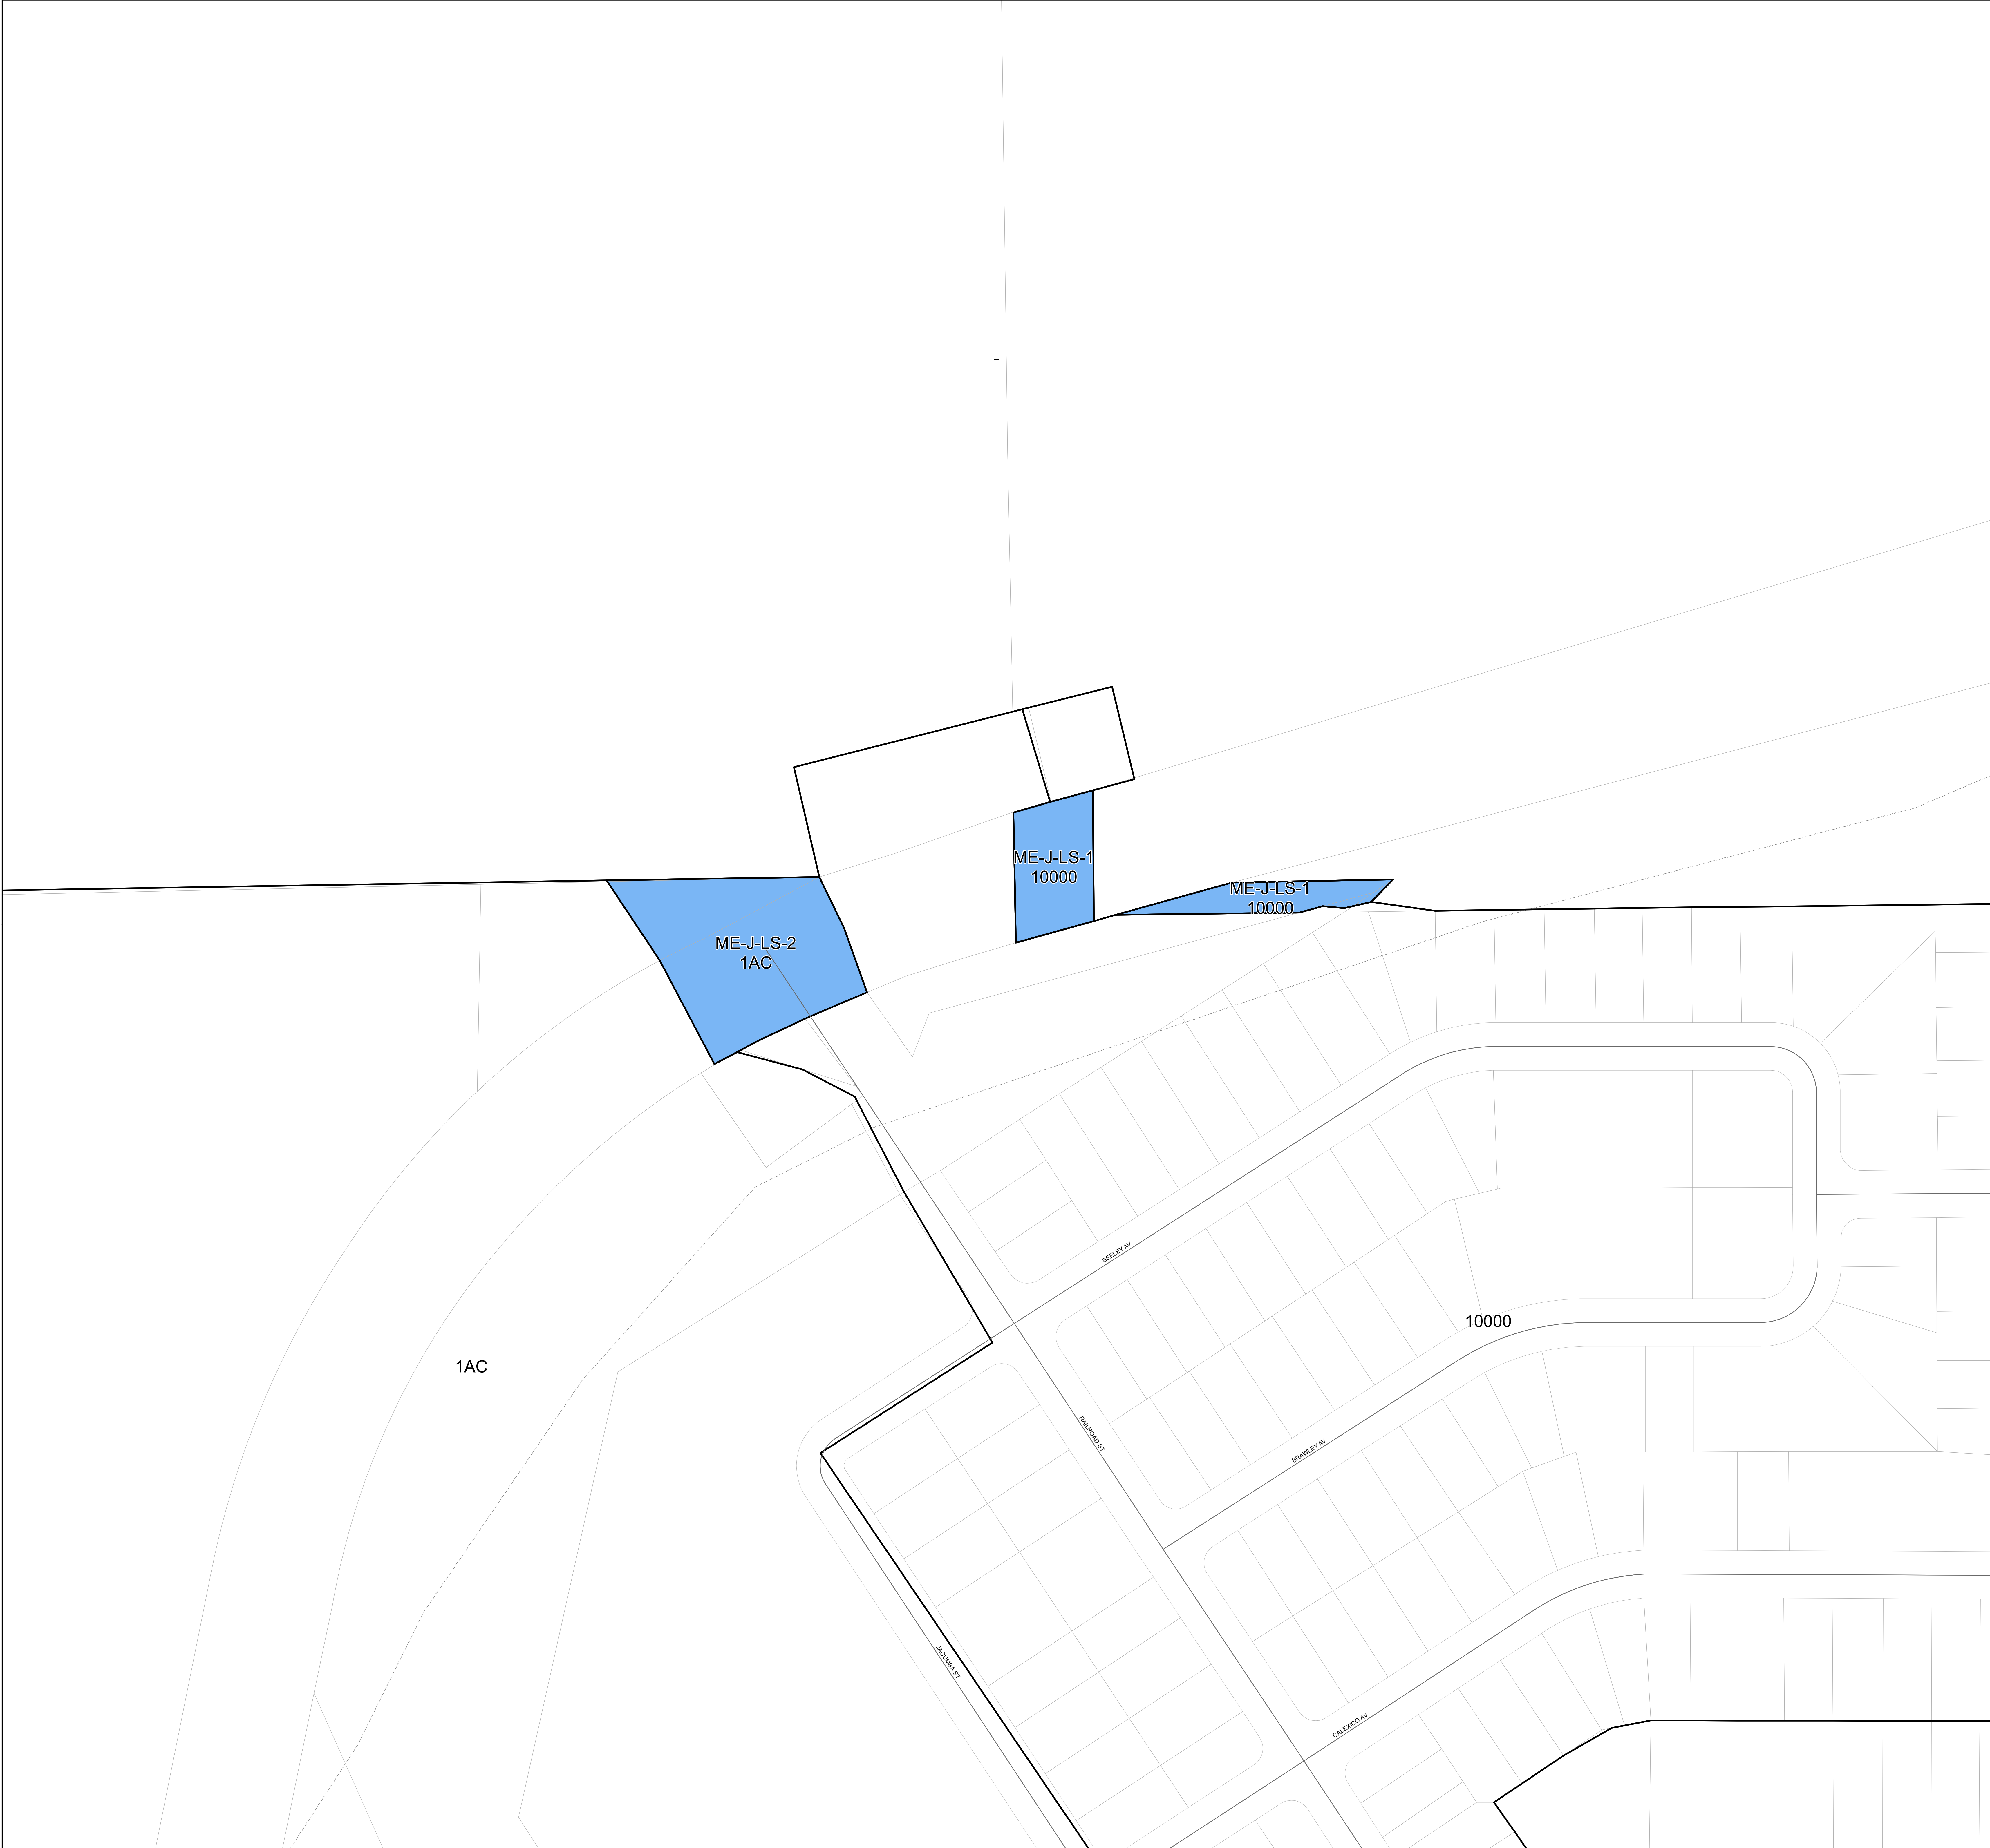 -
ME-J-LS-1
10000
ME-J-LS-1
10000
ME-J-LS-2
1AC
SEELEY AV
10000
1AC
RAILROAD ST
BRAWLEY AV
JACUMBA ST
CALEXICO AV